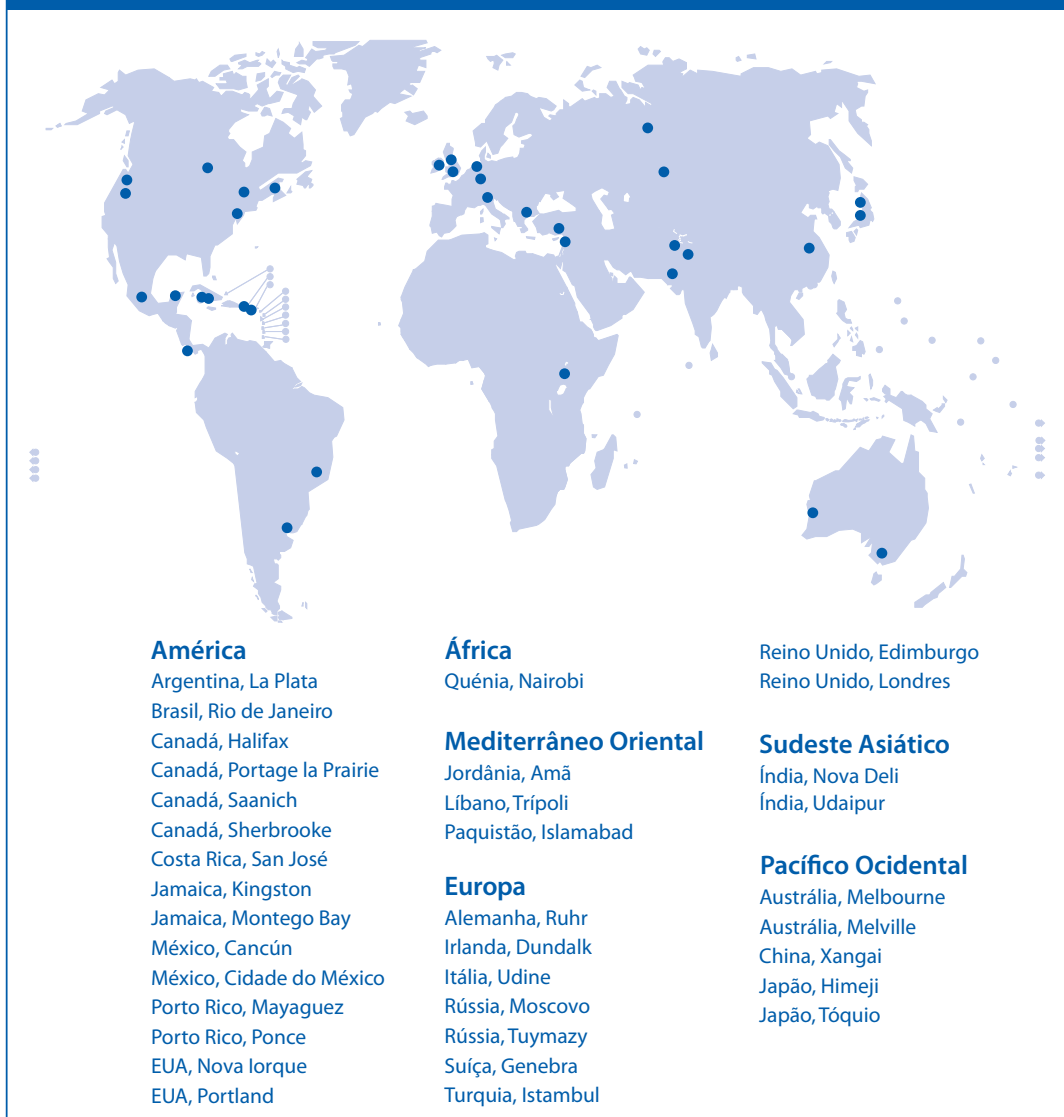 América
Argentina, La Plata
Brasil, Rio de Janeiro
Canadá, Halifax
Canadá, Portage la Prairie
Canadá, Saanich
Canadá, Sherbrooke
Costa Rica, San José
Jamaica, Kingston
Jamaica, Montego Bay
México, Cancún
México, Cidade do México
Porto Rico, Mayaguez
Porto Rico, Ponce
EUA, Nova Iorque
EUA, Portland
África
Quénia, Nairobi
Mediterrâneo Oriental
Jordânia, Amã
Líbano, Trípoli
Paquistão, Islamabad
Europa
Alemanha, Ruhr
Irlanda, Dundalk
Itália, Udine
Rússia, Moscovo
Rússia, Tuymazy
Suíça, Genebra
Turquia, Istambul
Reino Unido, Edimburgo
Reino Unido, Londres
Sudeste Asiático
Índia, Nova Deli
Índia, Udaipur
Pacífico Ocidental
Austrália, Melbourne
Austrália, Melville
China, Xangai
Japão, Himeji
Japão, Tóquio